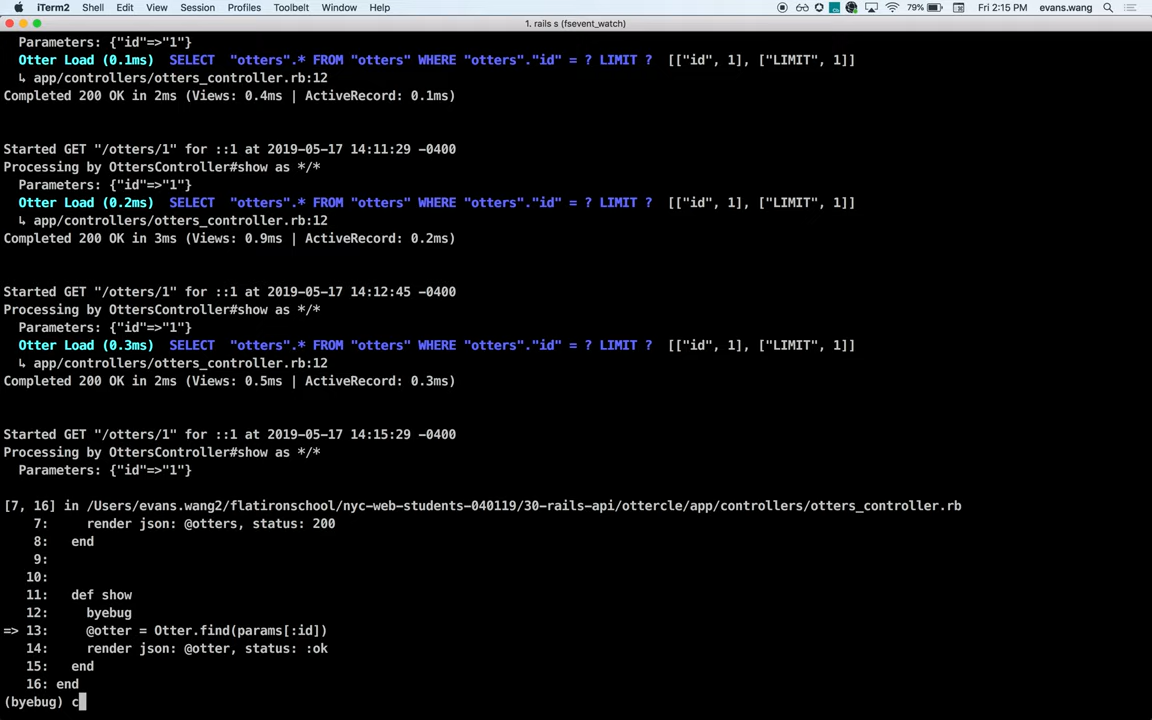 iTerm2 Shell Edit View Session Profiles Toolbelt Window Help 79% Fri 2:15 PM evans.wang
1. rails s (fsevent_watch)
Parameters: {"id"=>"1"}
Otter Load (0.1ms) SELECT "otters".* FROM "otters" WHERE "otters"."id" = ? LIMIT ? [["id", 1], ["LIMIT", 1]]
↳ app/controllers/otters_controller.rb:12
Completed 200 OK in 2ms (Views: 0.4ms | ActiveRecord: 0.1ms)
Started GET "/otters/1" for ::1 at 2019-05-17 14:11:29 -0400
Processing by OttersController#show as */*
Parameters: {"id"=>"1"}
Otter Load (0.2ms) SELECT "otters".* FROM "otters" WHERE "otters"."id" = ? LIMIT ? [["id", 1], ["LIMIT", 1]]
↳ app/controllers/otters_controller.rb:12
Completed 200 OK in 3ms (Views: 0.9ms | ActiveRecord: 0.2ms)
Started GET "/otters/1" for ::1 at 2019-05-17 14:12:45 -0400
Processing by OttersController#show as */*
Parameters: {"id"=>"1"}
Otter Load (0.3ms) SELECT "otters".* FROM "otters" WHERE "otters"."id" = ? LIMIT ? [["id", 1], ["LIMIT", 1]]
↳ app/controllers/otters_controller.rb:12
Completed 200 OK in 2ms (Views: 0.5ms | ActiveRecord: 0.3ms)
Started GET "/otters/1" for ::1 at 2019-05-17 14:15:29 -0400
Processing by OttersController#show as */*
Parameters: {"id"=>"1"}
[7, 16] in /Users/evans.wang2/flatironschool/nyc-web-students-040119/30-rails-api/ottercle/app/controllers/otters_controller.rb
7: render json: @otters, status: 200
8: end
9:
10:
11: def show
12: byebug
=> 13: @otter = Otter.find(params[:id])
14: render json: @otter, status: :ok
15: end
16: end
(byebug) c